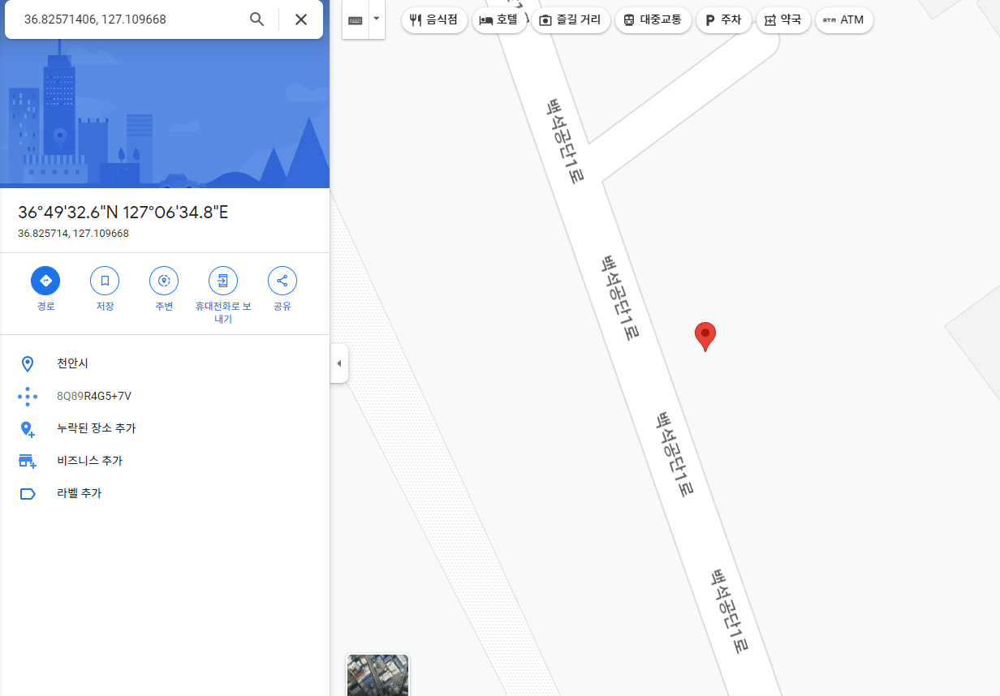 36.82571406, 127.109668
음식점
호텔
즐길 거리
대중교통
P 주차
약국
ATM ATM
36°49'32.6"N 127°06'34.8"E
36.825714, 127.109668
경로
저장
주변
휴대전화로 보
내기
공유
천안시
8Q89R4G5+7V
누락된 장소 추가
비즈니스 추가
라벨 추가
백석공단1로
백석공단1로
백석공단1로
백석공단1로